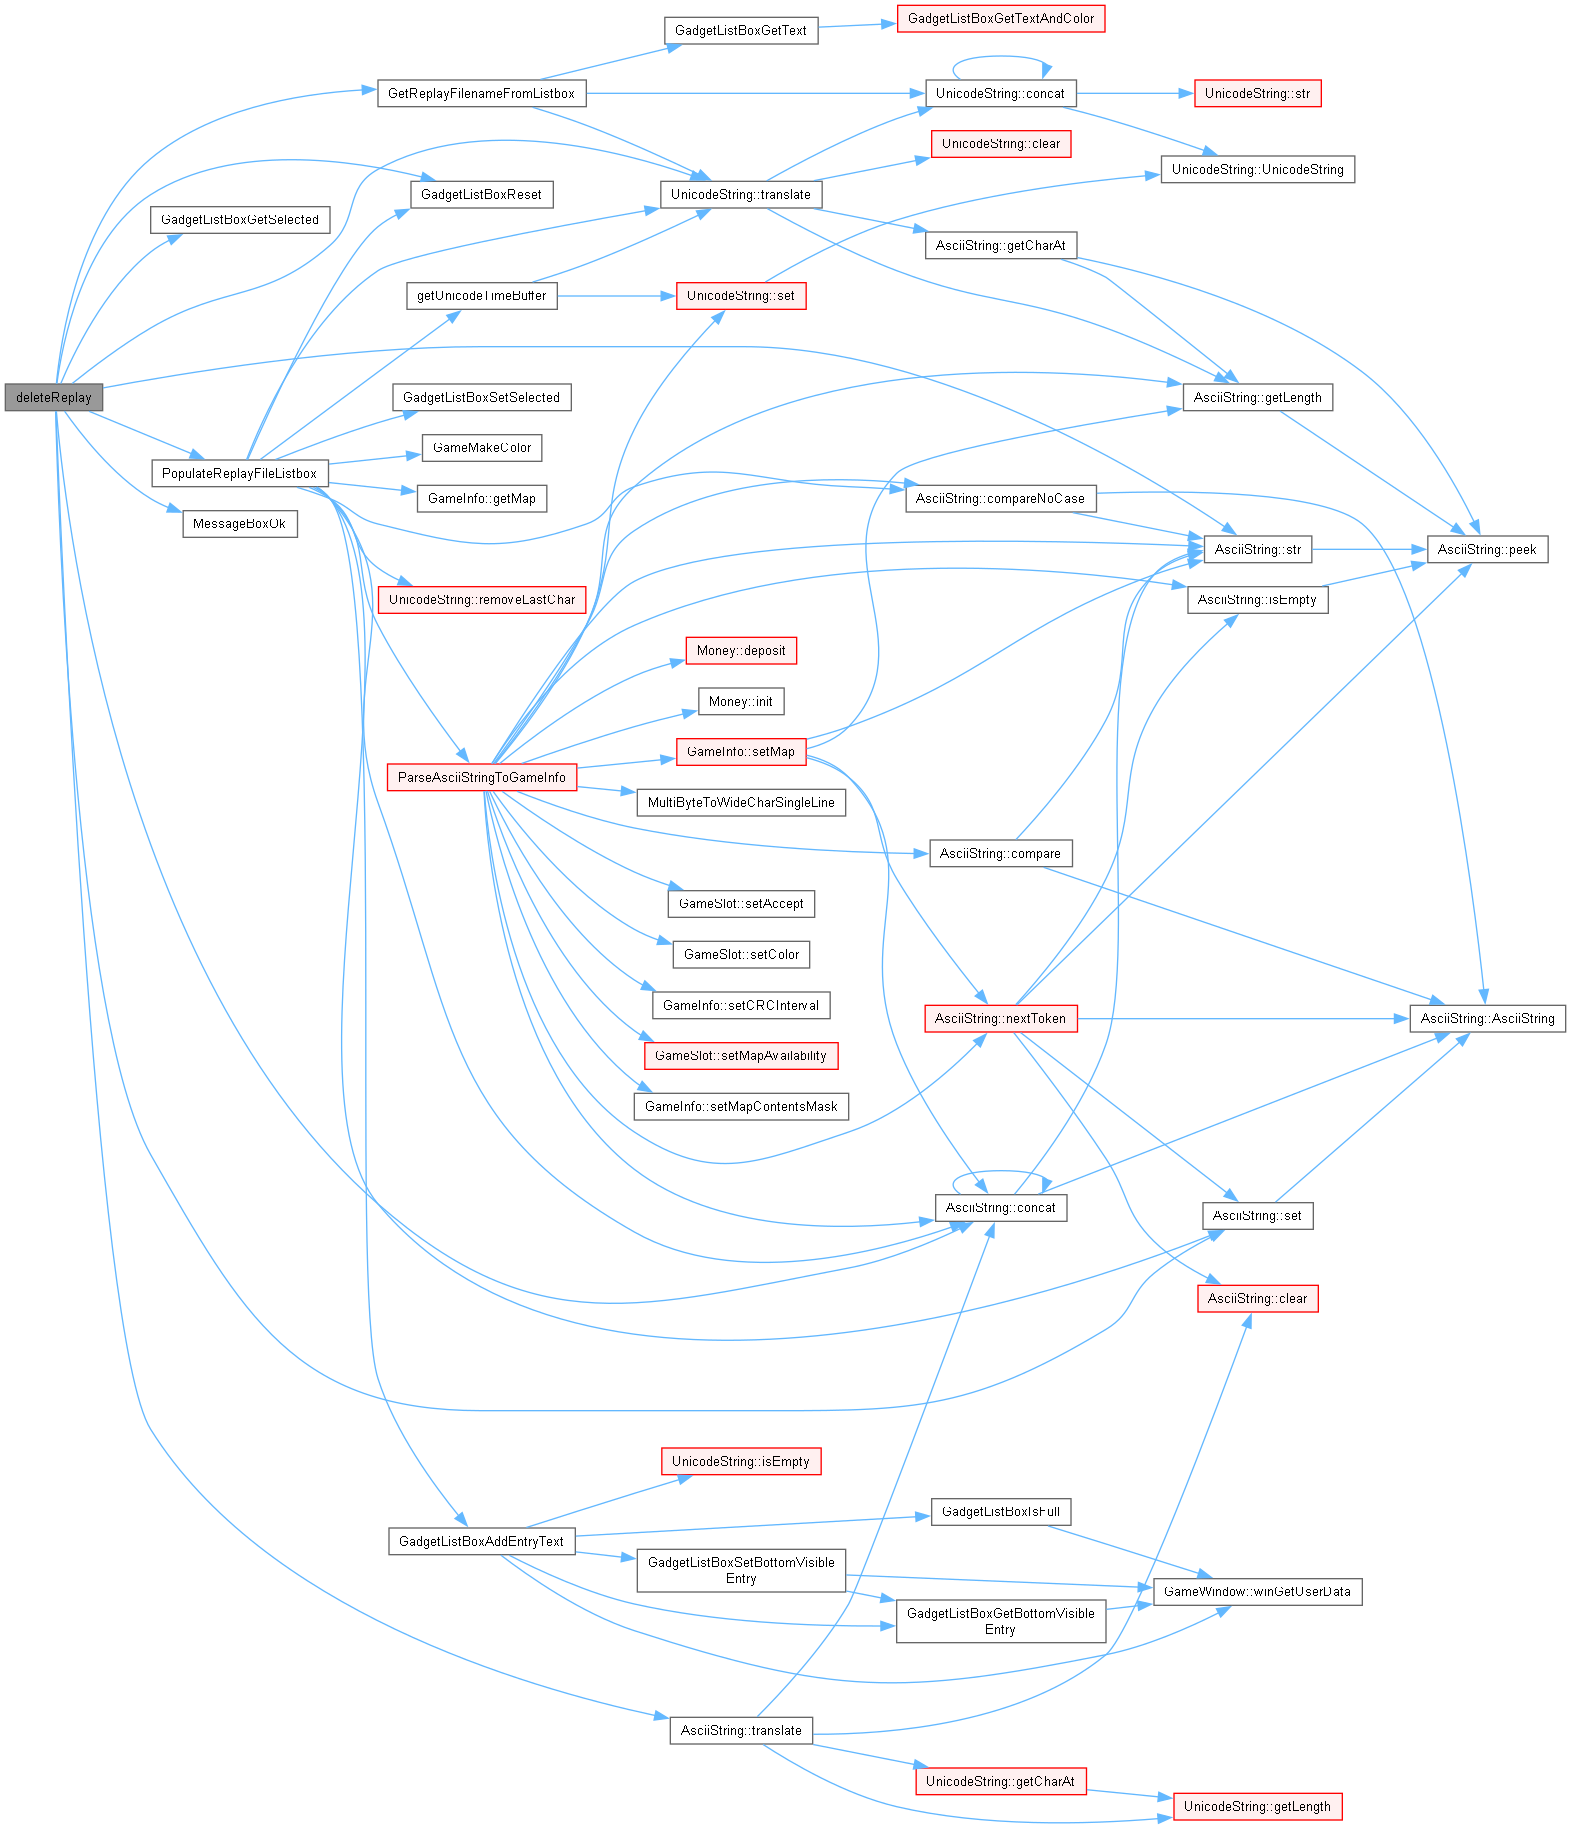 GadgetListBoxGetTextAndColor
GadgetListBoxGetText
GetReplayFilenameFromListbox
UnicodeString::concat
UnicodeString::str
UnicodeString::clear
UnicodeString::UnicodeString
GadgetListBoxReset
UnicodeString::translate
GadgetListBoxGetSelected
AsciiString::getCharAt
getUnicodeTimeBuffer
UnicodeString::set
deleteReplay
GadgetListBoxSetSelected
AsciiString::getLength
GameMakeColor
PopulateReplayFileListbox
GameInfo::getMap
AsciiString::compareNoCase
MessageBoxOk
AsciiString::str
AsciiString::peek
UnicodeString::removeLastChar
AsciiString::isEmpty
Money::deposit
Money::init
GameInfo::setMap
ParseAsciiStringToGameInfo
MultiByteToWideCharSingleLine
AsciiString::compare
GameSlot::setAccept
GameSlot::setColor
GameInfo::setCRCInterval
AsciiString::nextToken
AsciiString::AsciiString
GameSlot::setMapAvailability
GameInfo::setMapContentsMask
AsciiString::concat
AsciiString::set
AsciiString::clear
UnicodeString::isEmpty
GadgetListBoxIsFull
GadgetListBoxAddEntryText
GadgetListBoxSetBottomVisible
Entry
GameWindow::winGetUserData
GadgetListBoxGetBottomVisible
Entry
AsciiString::translate
UnicodeString::getCharAt
UnicodeString::getLength